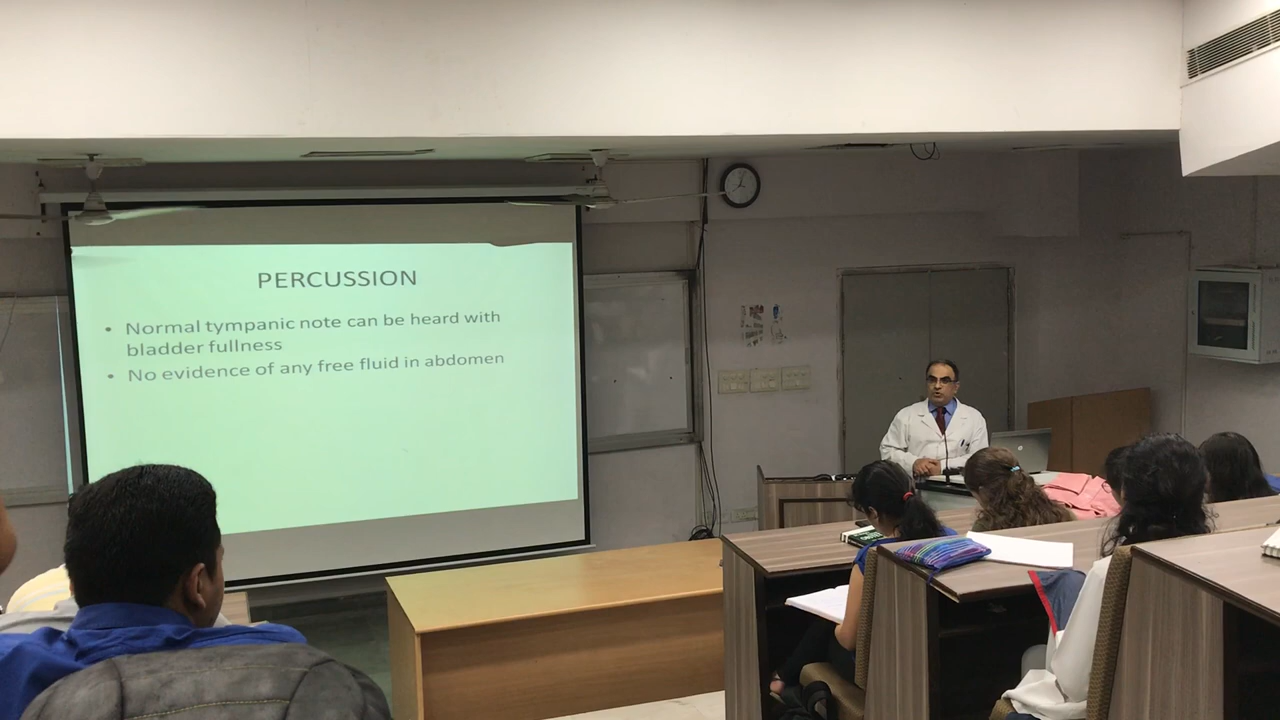 PERCUSSION
• Normal tympanic note can be heard with
bladder fullness
• No evidence of any free fluid in abdomen